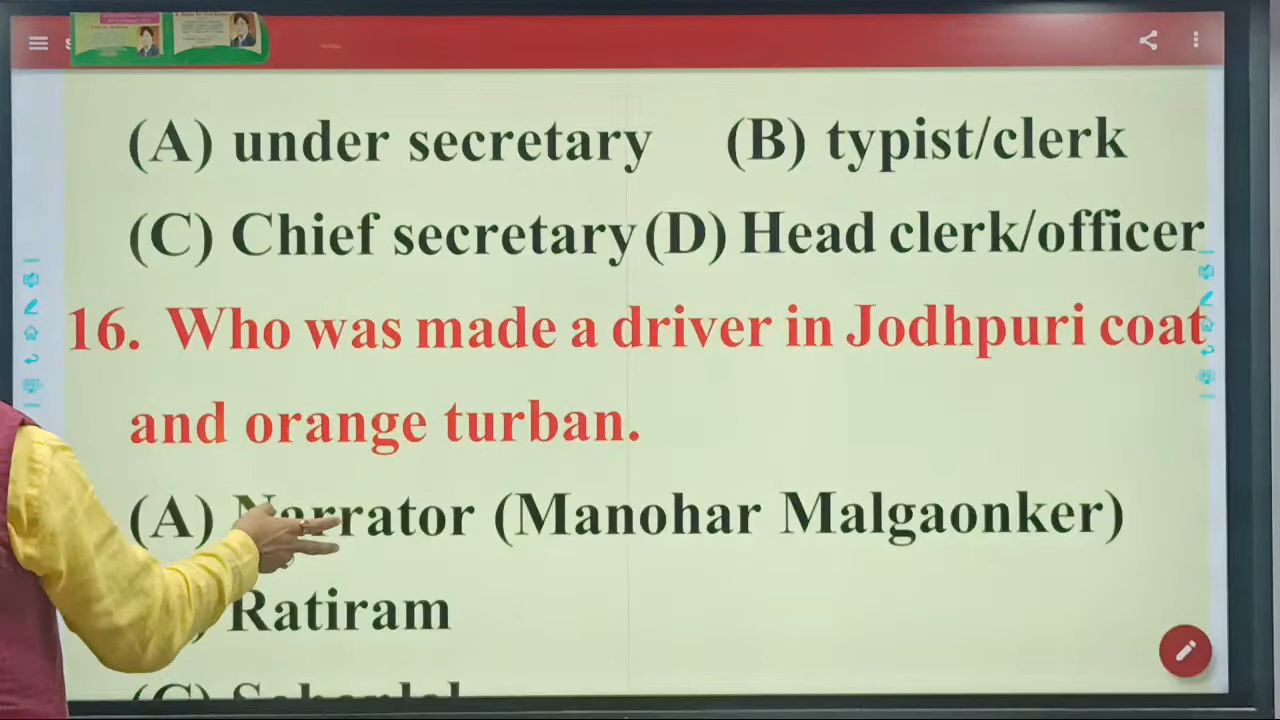 (A) under secretary (B) typist/clerk
(C) Chief secretary (D) Head clerk/officer
16. Who was made a driver in Jodhpuri coat
and orange turban.
(A) Narrator (Manohar Malgaonker)
Ratiram